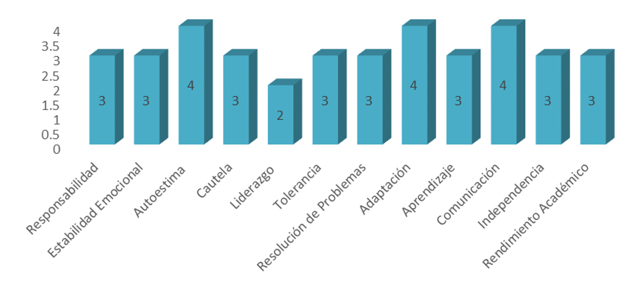 4
3.5
3
2.5
2
1.5
1
0.5
0
3
3
4
3
2
3
3
4
3
4
3
3
Responsabilidad
Estabilidad Emocional
Autoestima
Cautela
Liderazgo
Tolerancia
Resolución de Problemas
Adaptación
Aprendizaje
Comunicación
Independencia
Rendimiento Académico